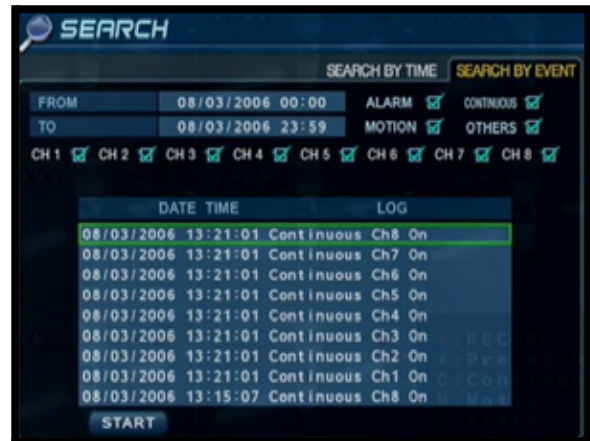 SEARCH
SEARCH BY TIME SEARCH BY EVENT
FROM 08/03/2006 00:00 ALARM CONTINUOUS
TO 08/03/2006 23:59 MOTION OTHERS
CH 1 CH 2 CH 3 CH 4 CH 5 CH 6 CH 7 CH 8
DATE TIME LOG
08/03/2006 13:21:01 Continuous Ch8 On
08/03/2006 13:21:01 Continuous Ch7 On
08/03/2006 13:21:01 Continuous Ch6 On
08/03/2006 13:21:01 Continuous Ch5 On
08/03/2006 13:21:01 Continuous Ch4 On
08/03/2006 13:21:01 Continuous Ch3 On
08/03/2006 13:21:01 Continuous Ch2 On
08/03/2006 13:21:01 Continuous Ch1 On
08/03/2006 13:15:07 Continuous Ch8 On
START